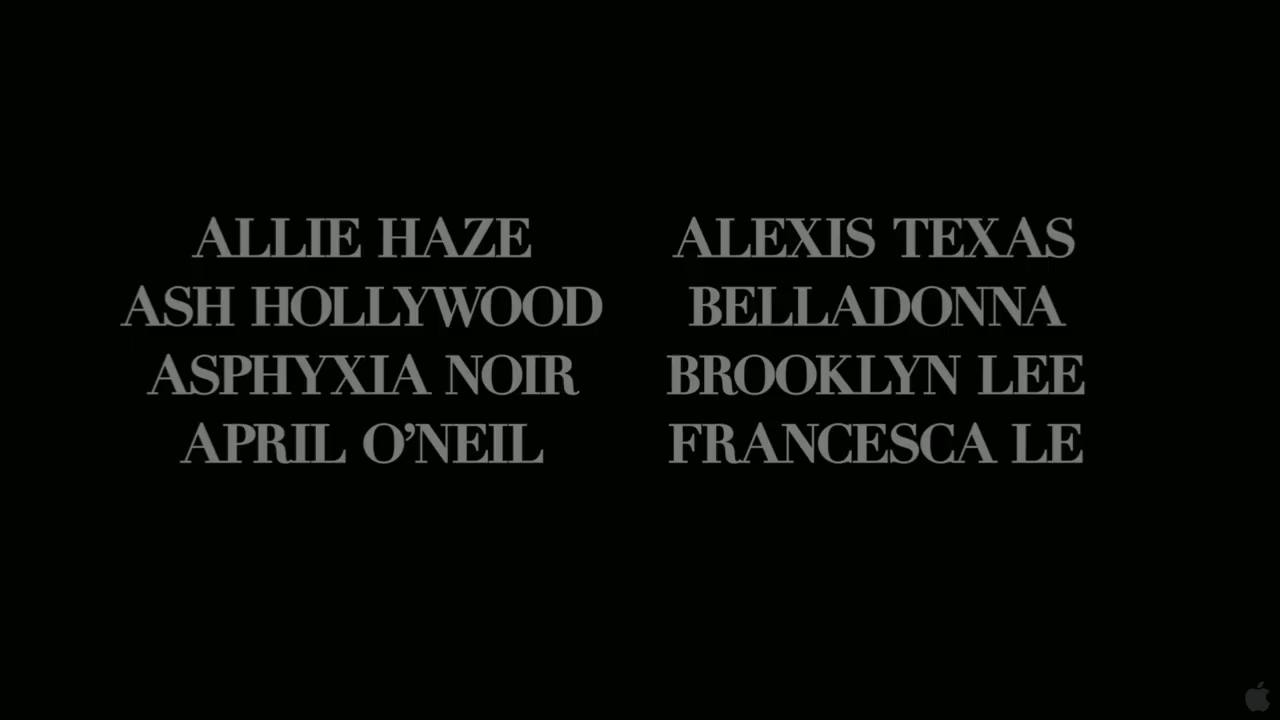 ALLIE HAZE
ASH HOLLYWOOD
ASPHYXIA NOIR
APRIL O'NEIL
ALEXIS TEXAS
BELLADONNA
BROOKLYN LEE
FRANCESCA LE